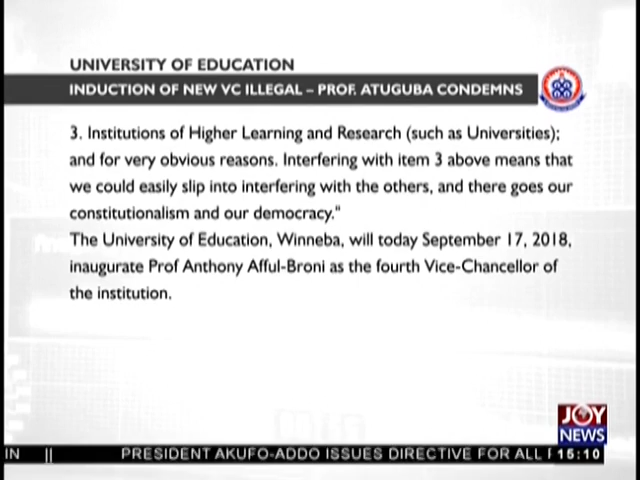 UNIVERSITY OF EDUCATION
INDUCTION OF NEW VC ILLEGAL – PROF. ATUGUBA CONDEMNS
3. Institutions of Higher Learning and Research (such as Universities);
and for very obvious reasons. Interfering with item 3 above means that
we could easily slip into interfering with the others, and there goes our
constitutionalism and our democracy."
The University of Education, Winneba, will today September 17, 2018,
inaugurate Prof Anthony Afful-Broni as the fourth Vice-Chancellor of
the institution.
JOY
NEWS
IN || PRESIDENT AKUFO-ADDO ISSUES DIRECTIVE FOR ALL
15:10